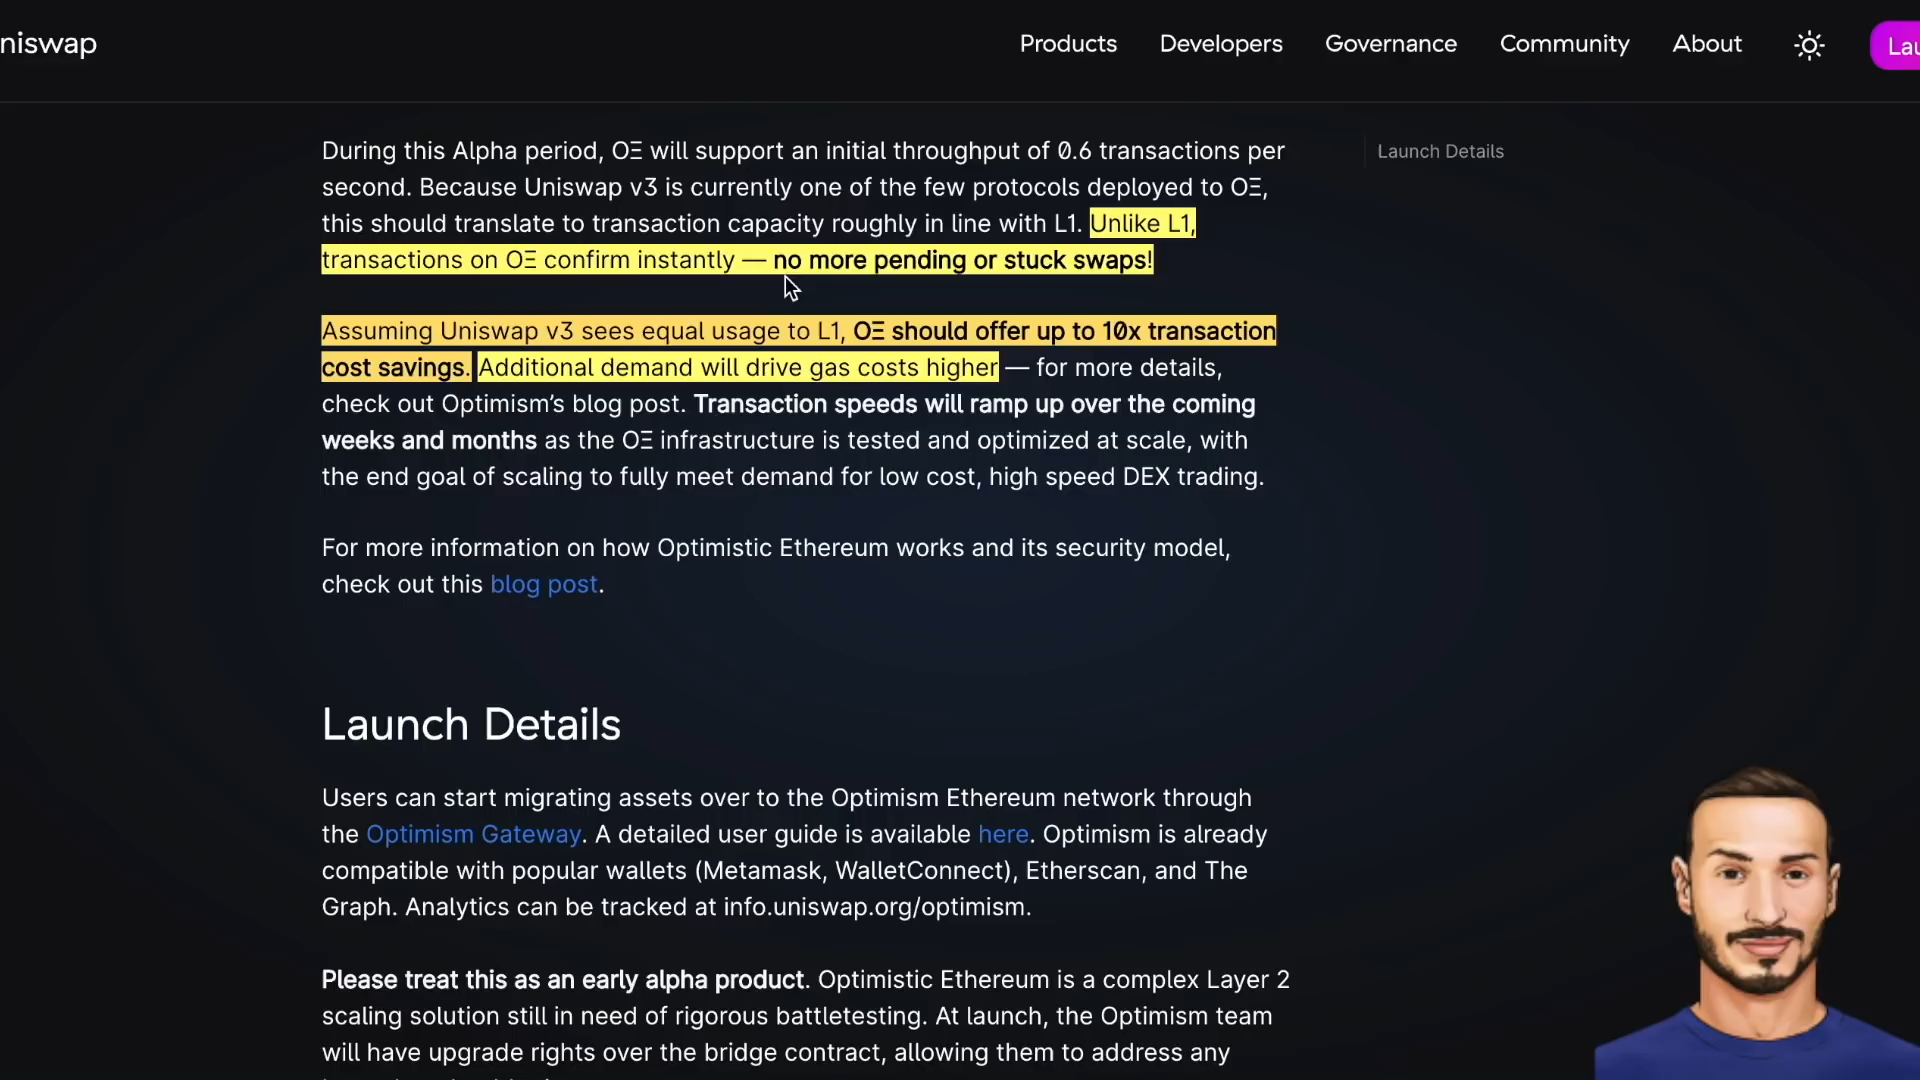 niswap
Products
Developers
Governance
Community
About
Lau
During this Alpha period, OΞ will support an initial throughput of 0.6 transactions per
second. Because Uniswap v3 is currently one of the few protocols deployed to OΞ,
this should translate to transaction capacity roughly in line with L1. Unlike L1,
transactions on OΞ confirm instantly — no more pending or stuck swaps!
Launch Details
Assuming Uniswap v3 sees equal usage to L1, OΞ should offer up to 10x transaction
cost savings. Additional demand will drive gas costs higher — for more details,
check out Optimism’s blog post. Transaction speeds will ramp up over the coming
weeks and months as the OΞ infrastructure is tested and optimized at scale, with
the end goal of scaling to fully meet demand for low cost, high speed DEX trading.
For more information on how Optimistic Ethereum works and its security model,
check out this blog post.
Launch Details
Users can start migrating assets over to the Optimism Ethereum network through
the Optimism Gateway. A detailed user guide is available here. Optimism is already
compatible with popular wallets (Metamask, WalletConnect), Etherscan, and The
Graph. Analytics can be tracked at info.uniswap.org/optimism.
Please treat this as an early alpha product. Optimistic Ethereum is a complex Layer 2
scaling solution still in need of rigorous battletesting. At launch, the Optimism team
will have upgrade rights over the bridge contract, allowing them to address any